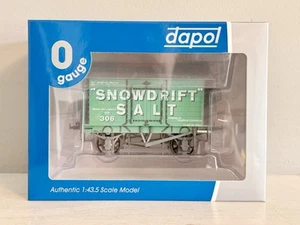 0
gauge
dapol
"SNOWDRIFT"
SALT
306
Authentic 1:43.5 Scale Model